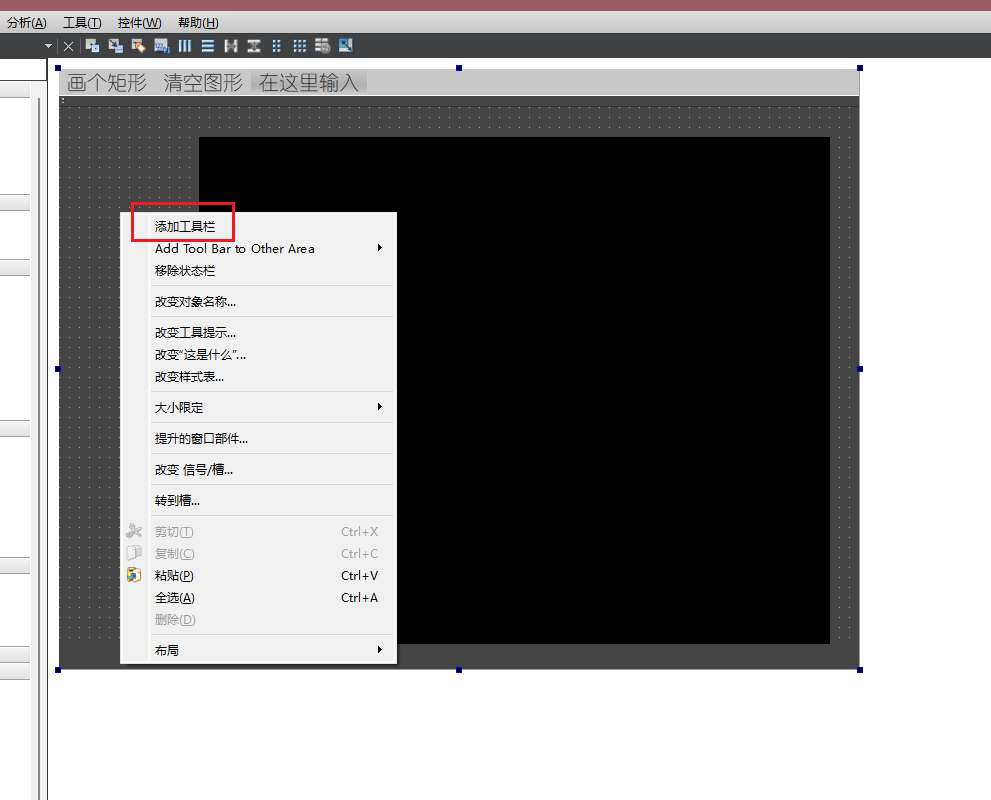 分析(A) 工具(T) 控件(W) 帮助(H)
画个矩形 清空图形 在这里输入
添加工具栏
Add Tool Bar to Other Area
移除状态栏
改变对象名称...
改变工具提示...
改变“这是什么”...
改变样式表...
大小限定
提升的窗口部件...
改变 信号/槽...
转到槽...
剪切(T) Ctrl+X
复制(C) Ctrl+C
粘贴(P) Ctrl+V
全选(A) Ctrl+A
删除(D)
布局